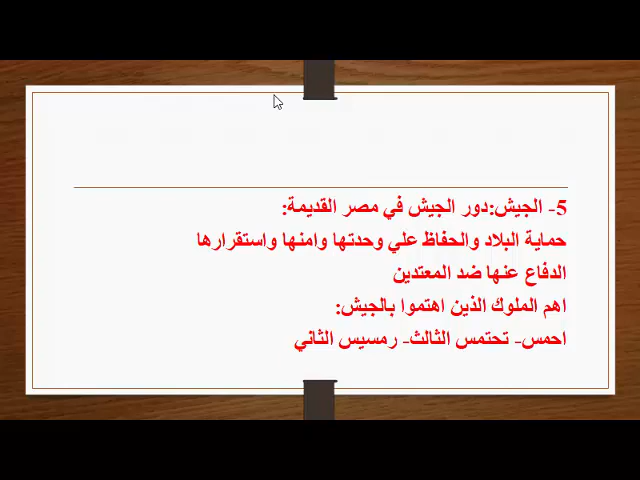 5- الجيش:دور الجيش في مصر القديمة:
حماية البلاد والحفاظ علي وحدتها وامنها واستقرارها
الدفاع عنها ضد المعتدين
اهم الملوك الذين اهتموا بالجيش:
احمس- تحتمس الثالث- رمسيس الثاني